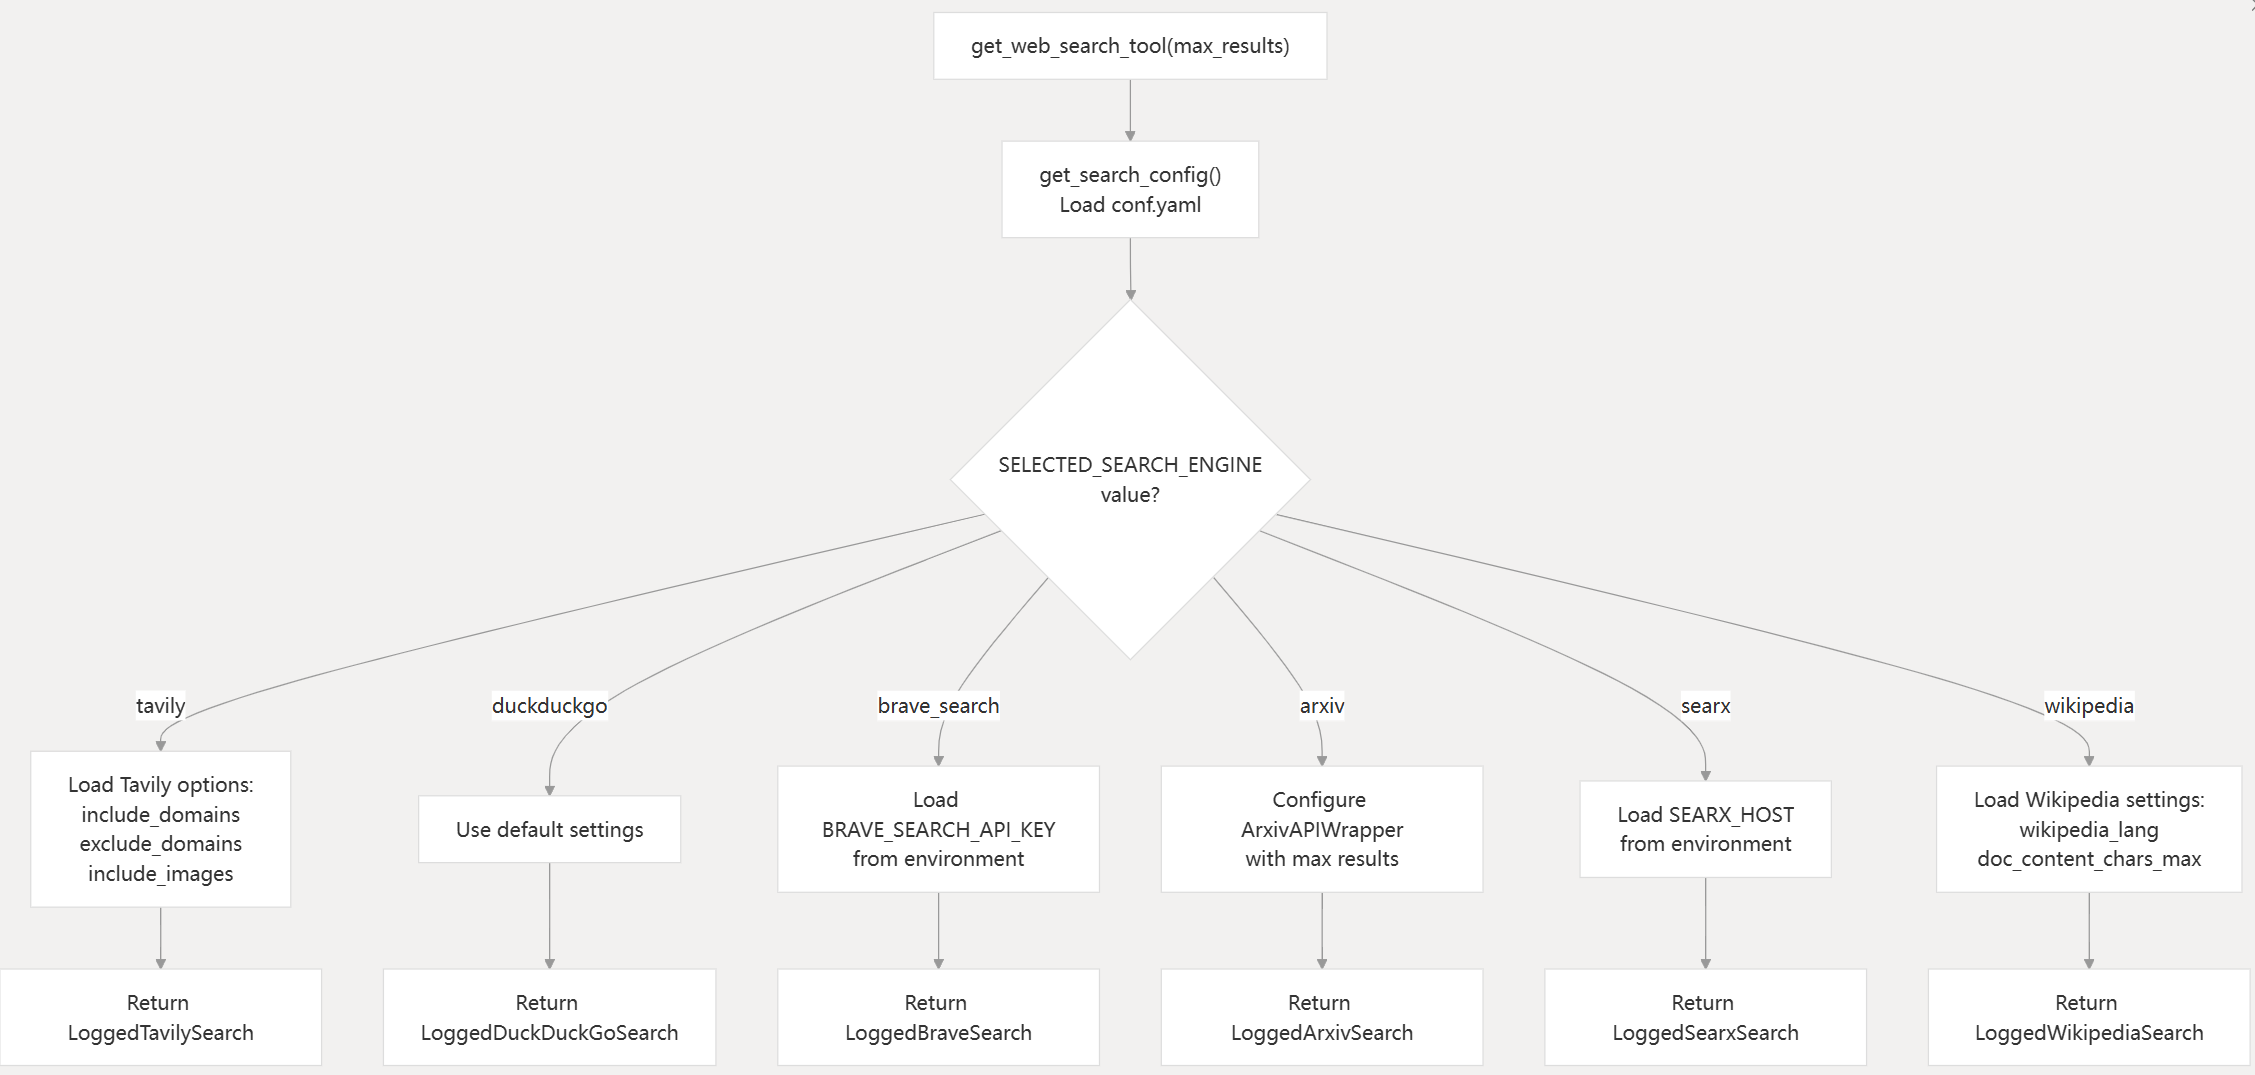 get_web_search_tool(max_results)
get_search_config()
Load conf.yaml
SELECTED_SEARCH_ENGINE
value?
tavily
duckduckgo
brave_search
arxiv
searx
wikipedia
Load Tavily options:
include_domains
exclude_domains
include_images
Use default settings
Load
BRAVE_SEARCH_API_KEY
from environment
Configure
ArxivAPIWrapper
with max results
Load SEARX_HOST
from environment
Load Wikipedia settings:
wikipedia_lang
doc_content_chars_max
Return
LoggedTavilySearch
Return
LoggedDuckDuckGoSearch
Return
LoggedBraveSearch
Return
LoggedArxivSearch
Return
LoggedSearxSearch
Return
LoggedWikipediaSearch